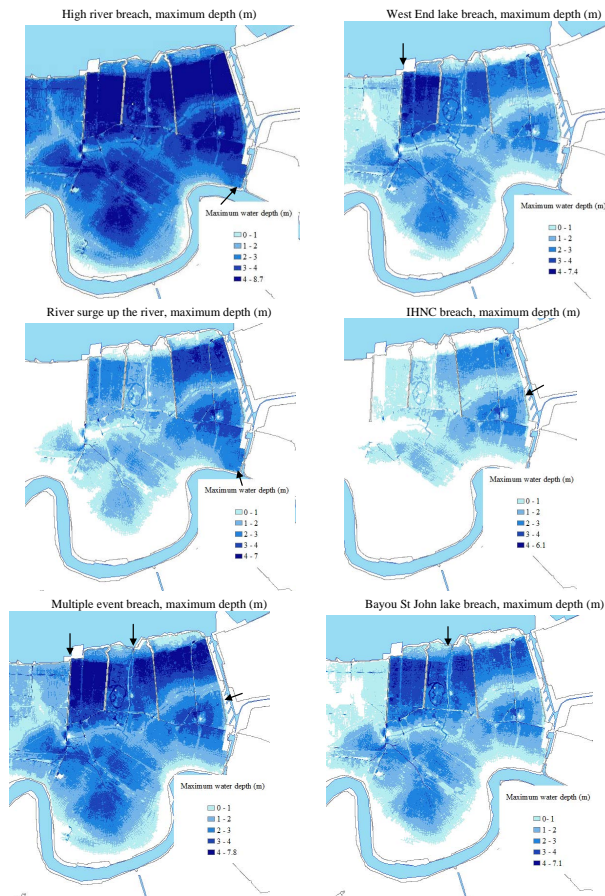 High river breach, maximum depth (m)
Maximum water depth (m)
0 - 1
1 - 2
2 - 3
3 - 4
4 - 8.7
West End lake breach, maximum depth (m)
Maximum water depth (m)
0 - 1
1 - 2
2 - 3
3 - 4
4 - 7.4
River surge up the river, maximum depth (m)
Maximum water depth (m)
0 - 1
1 - 2
2 - 3
3 - 4
4 - 7
IHNC breach, maximum depth (m)
Maximum water depth (m)
0 - 1
1 - 2
2 - 3
3 - 4
4 - 6.1
Multiple event breach, maximum depth (m)
Maximum water depth (m)
0 - 1
1 - 2
2 - 3
3 - 4
4 - 7.8
Bayou St John lake breach, maximum depth (m)
Maximum water depth (m)
0 - 1
1 - 2
2 - 3
3 - 4
4 - 7.1